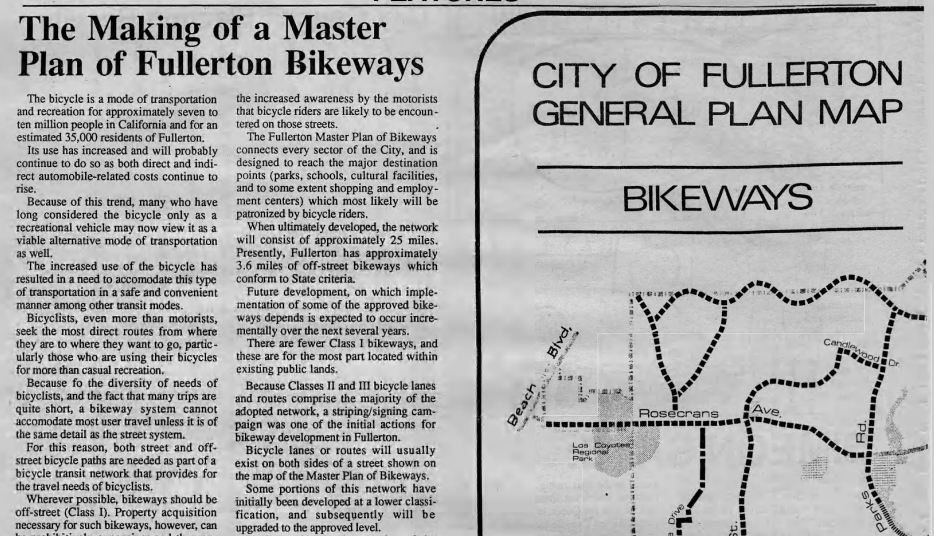 The Making of a Master
Plan of Fullerton Bikeways
The bicycle is a mode of transportation
and recreation for approximately seven to
ten million people in California and for an
estimated 35,000 residents of Fullerton.
Its use has increased and will probably
continue to do so as both direct and indi-
rect automobile-related costs continue to
rise.
Because of this trend, many who have
long considered the bicycle only as a
recreational vehicle may now view it as a
viable alternative mode of transportation
as well.
The increased use of the bicycle has
resulted in a need to accomodate this type
of transportation in a safe and convenient
manner among other transit modes.
Bicyclists, even more than motorists,
seek the most direct routes from where
they are to where they want to go, partic-
ularly those who are using their bicycles
for more than casual recreation.
Because fo the diversity of needs of
bicyclists, and the fact that many trips are
quite short, a bikeway system cannot
accomodate most user travel unless it is of
the same detail as the street system.
For this reason, both street and off-
street bicycle paths are needed as part of a
bicycle transit network that provides for
the travel needs of bicyclists.
Wherever possible, bikeways should be
off-street (Class I). Property acquisition
necessary for such bikeways, however, can
the increased awareness by the motorists
that bicycle riders are likely to be encoun-
tered on those streets.
The Fullerton Master Plan of Bikeways
connects every sector of the City, and is
designed to reach the major destination
points (parks, schools, cultural facilities,
and to some extent shopping and employ-
ment centers) which most likely will be
patronized by bicycle riders.
When ultimately developed, the network
will consist of approximately 25 miles.
Presently, Fullerton has approximately
3.6 miles of off-street bikeways which
conform to State criteria.
Future development, on which imple-
mentation of some of the approved bike-
ways depends is expected to occur incre-
mentally over the next several years.
There are fewer Class I bikeways, and
these are for the most part located within
existing public lands.
Because Classes II and III bicycle lanes
and routes comprise the majority of the
adopted network, a striping/signing cam-
paign was one of the initial actions for
bikeway development in Fullerton.
Bicycle lanes or routes will usually
exist on both sides of a street shown on
the map of the Master Plan of Bikeways.
Some portions of this network have
initially been developed at a lower classi-
fication, and subsequently will be
upgraded to the approved level.
CITY OF FULLERTON
GENERAL PLAN MAP
BIKEWAYS
Beach Blvd.
Candlewood Dr.
Rosecrans Ave.
Los Coyotes
Regional
Park
Rd.
Parks
Drive
St.